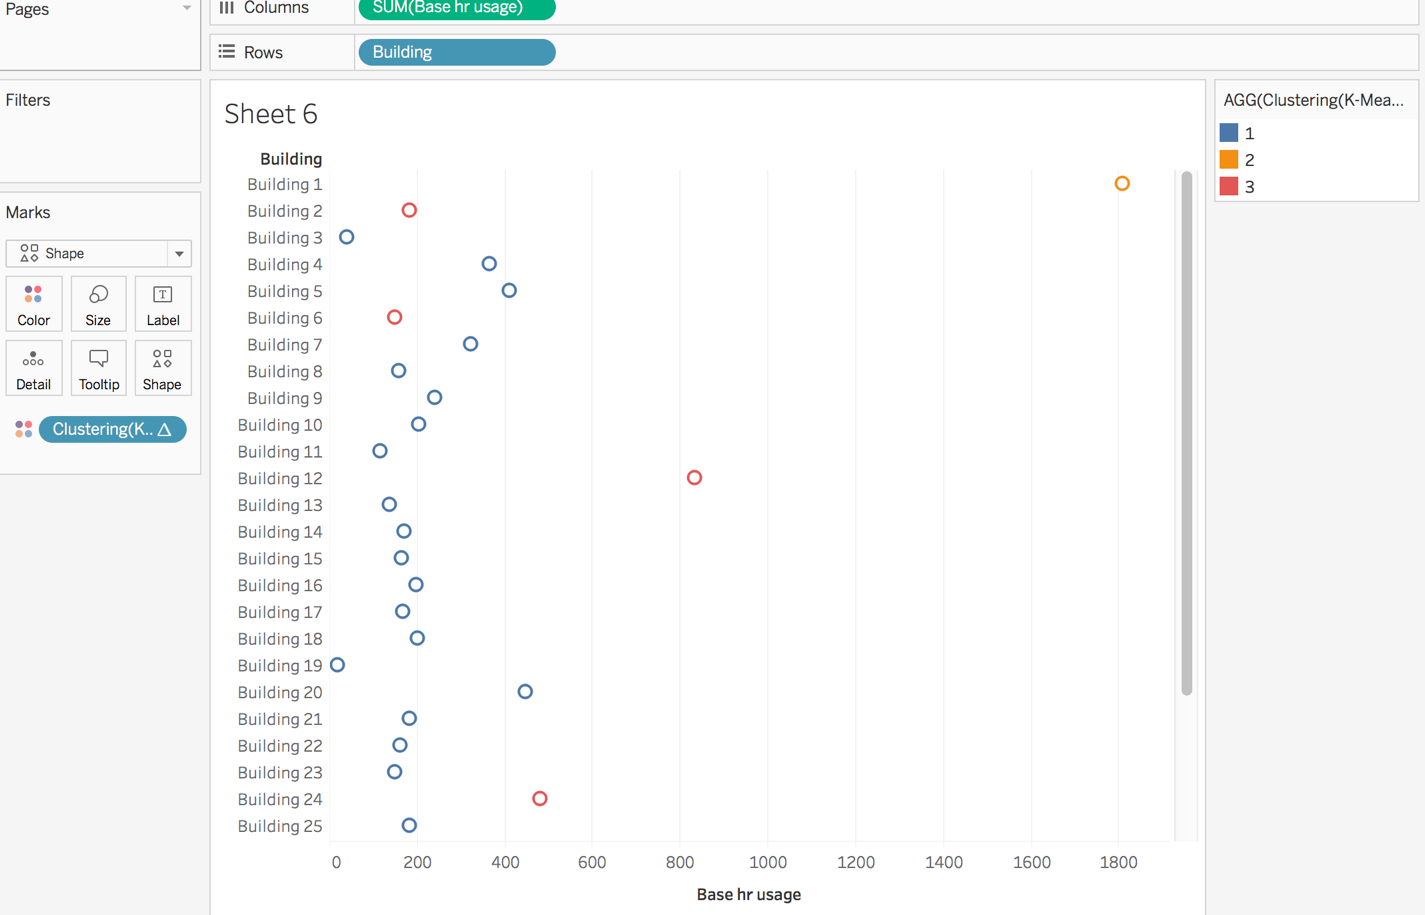 Pages
Columns
SUM(Base hr usage)
Rows
Building
Filters
Marks
Shape
Color
Size
Label
Detail
Tooltip
Shape
Clustering(K.. Δ
Sheet 6
Building
Building 1
Building 2
Building 3
Building 4
Building 5
Building 6
Building 7
Building 8
Building 9
Building 10
Building 11
Building 12
Building 13
Building 14
Building 15
Building 16
Building 17
Building 18
Building 19
Building 20
Building 21
Building 22
Building 23
Building 24
Building 25
0 200 400 600 800 1000 1200 1400 1600 1800
Base hr usage
AGG(Clustering(K-Mea...
1
2
3